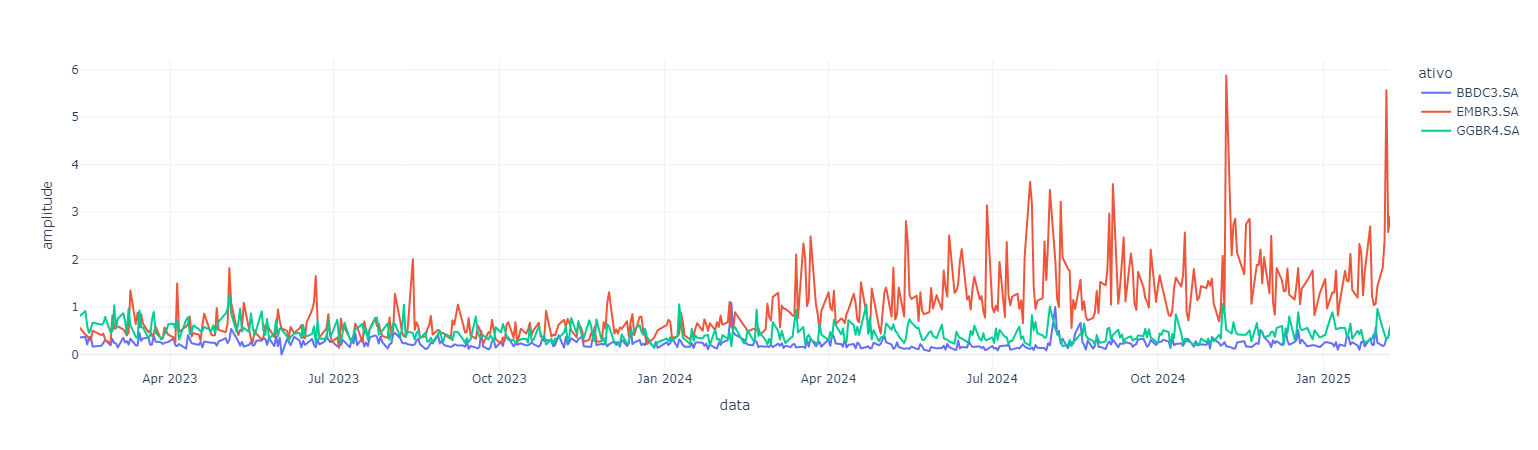 ativo
BBDC3.SA
EMBR3.SA
GGBR4.SA
amplitude
6
5
4
3
2
1
0
Apr 2023
Jul 2023
Oct 2023
Jan 2024
Apr 2024
Jul 2024
Oct 2024
Jan 2025
data